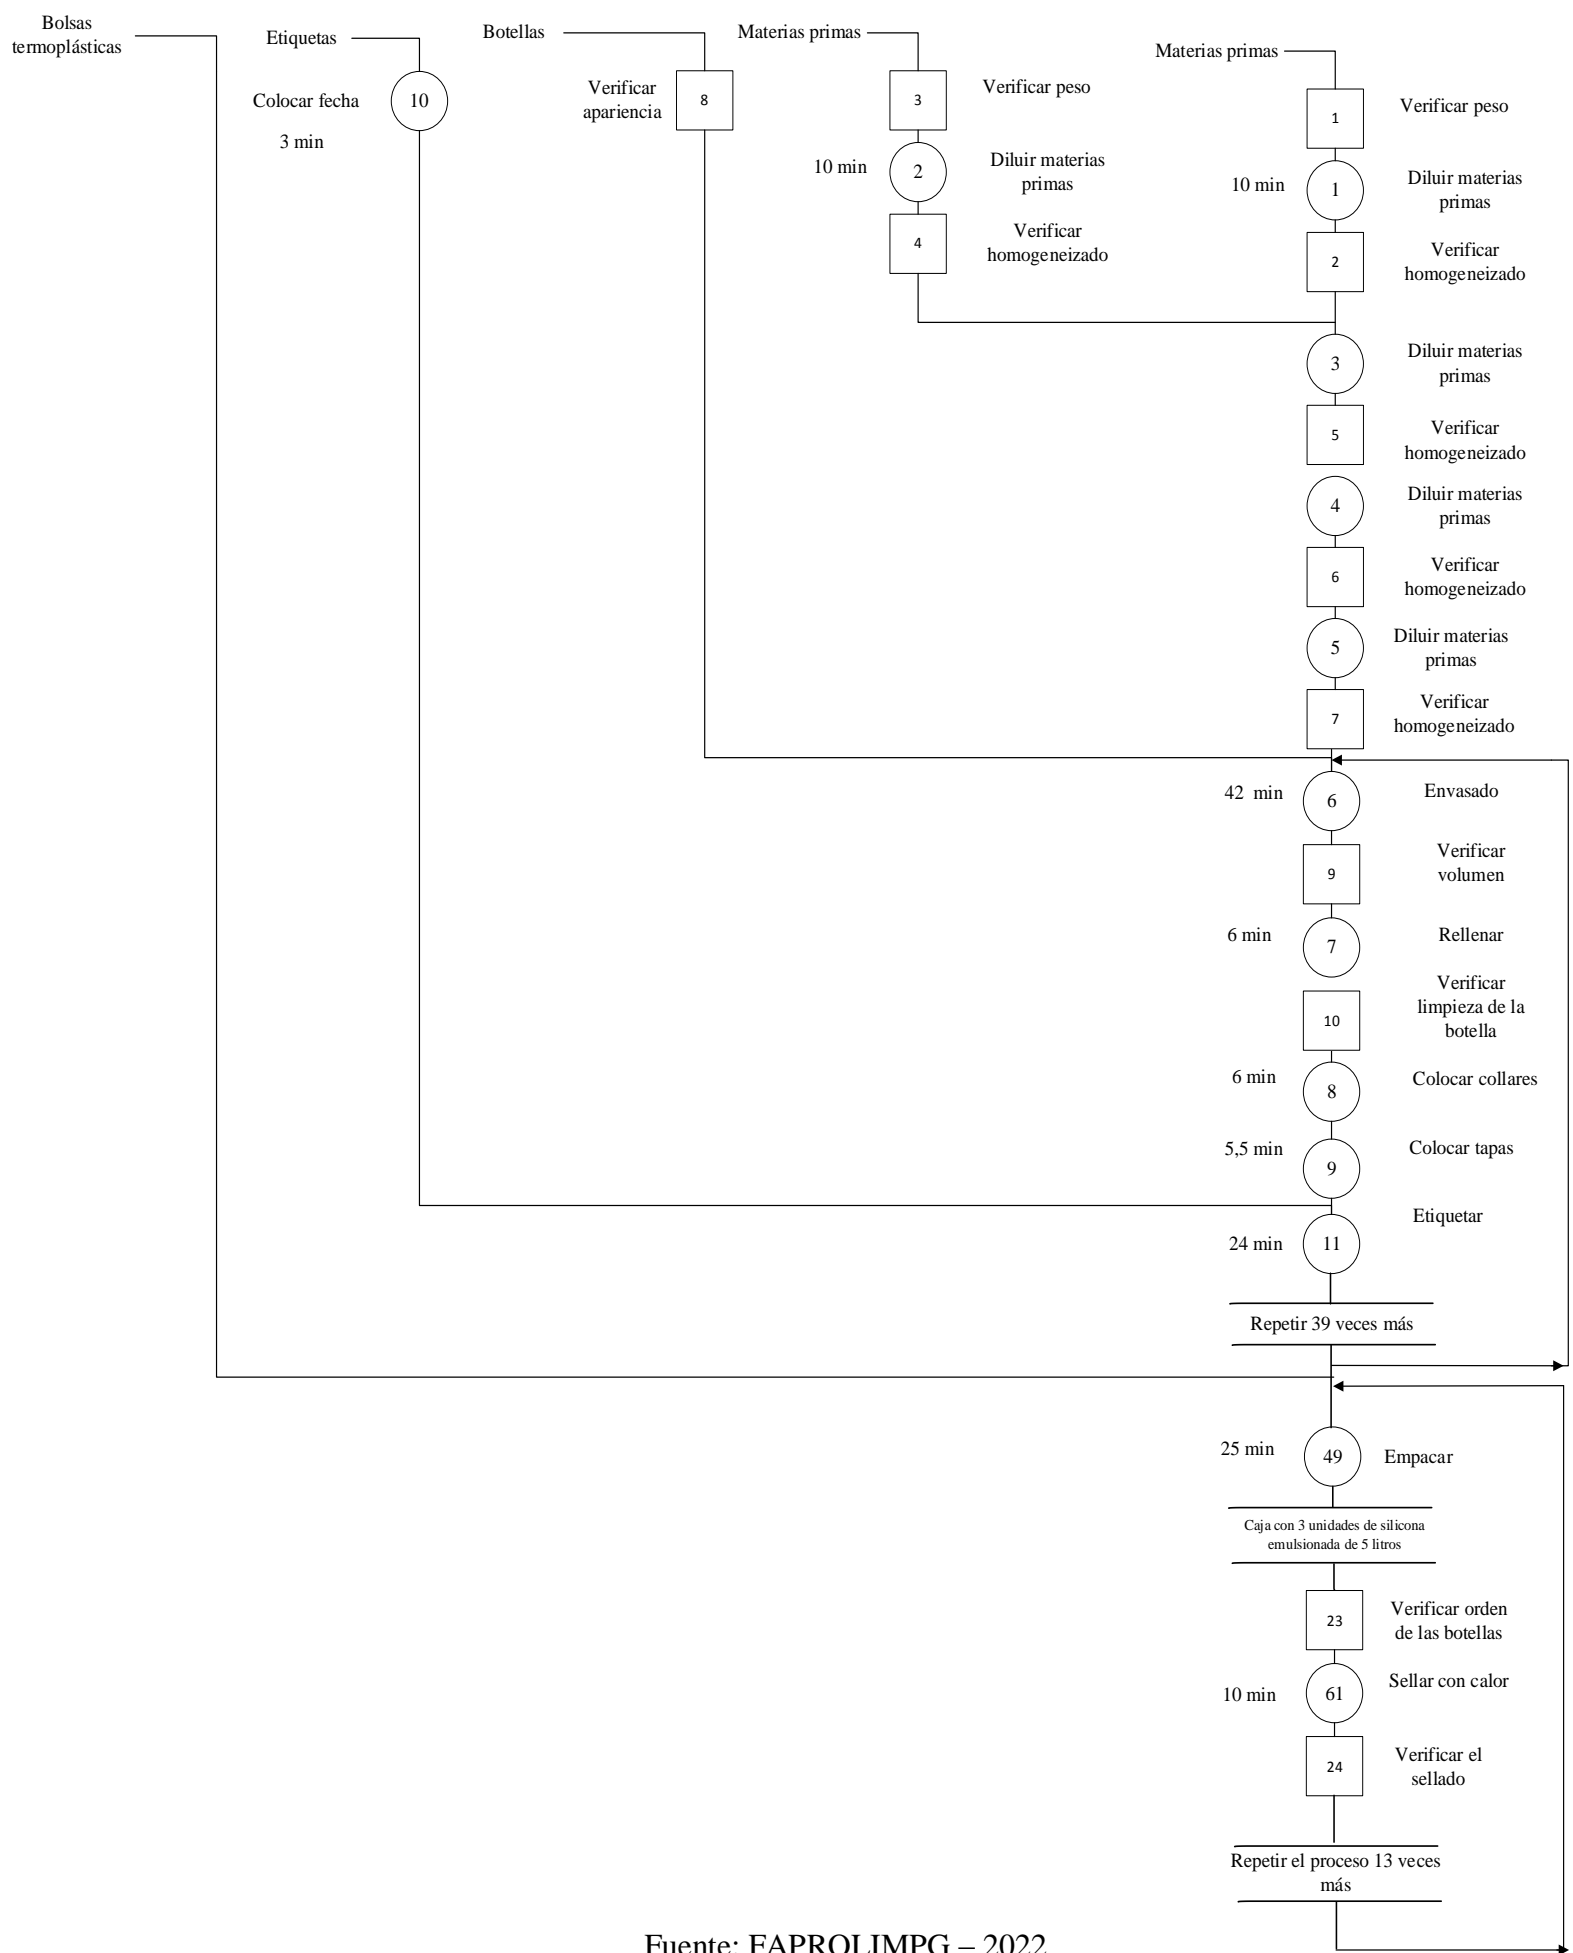 Bolsas
termoplásticas
Etiquetas
Colocar fecha
10
3 min
Botellas
Verificar
apariencia
8
Materias primas
3
Verificar peso
10 min
2
Diluir materias
primas
4
Verificar
homogeneizado
Materias primas
1
Verificar peso
10 min
1
Diluir materias
primas
2
Verificar
homogeneizado
3
Diluir materias
primas
5
Verificar
homogeneizado
4
Diluir materias
primas
6
Verificar
homogeneizado
5
Diluir materias
primas
7
Verificar
homogeneizado
42 min
6
Envasado
9
Verificar
volumen
6 min
7
Rellenar
10
Verificar
limpieza de la
botella
6 min
8
Colocar collares
5,5 min
9
Colocar tapas
24 min
11
Etiquetar
Repetir 39 veces más
25 min
49
Empacar
Caja con 3 unidades de silicona
emulsionada de 5 litros
23
Verificar orden
de las botellas
10 min
61
Sellar con calor
24
Verificar el
sellado
Repetir el proceso 13 veces
más
Fuente: FAPROLIMPG – 2022